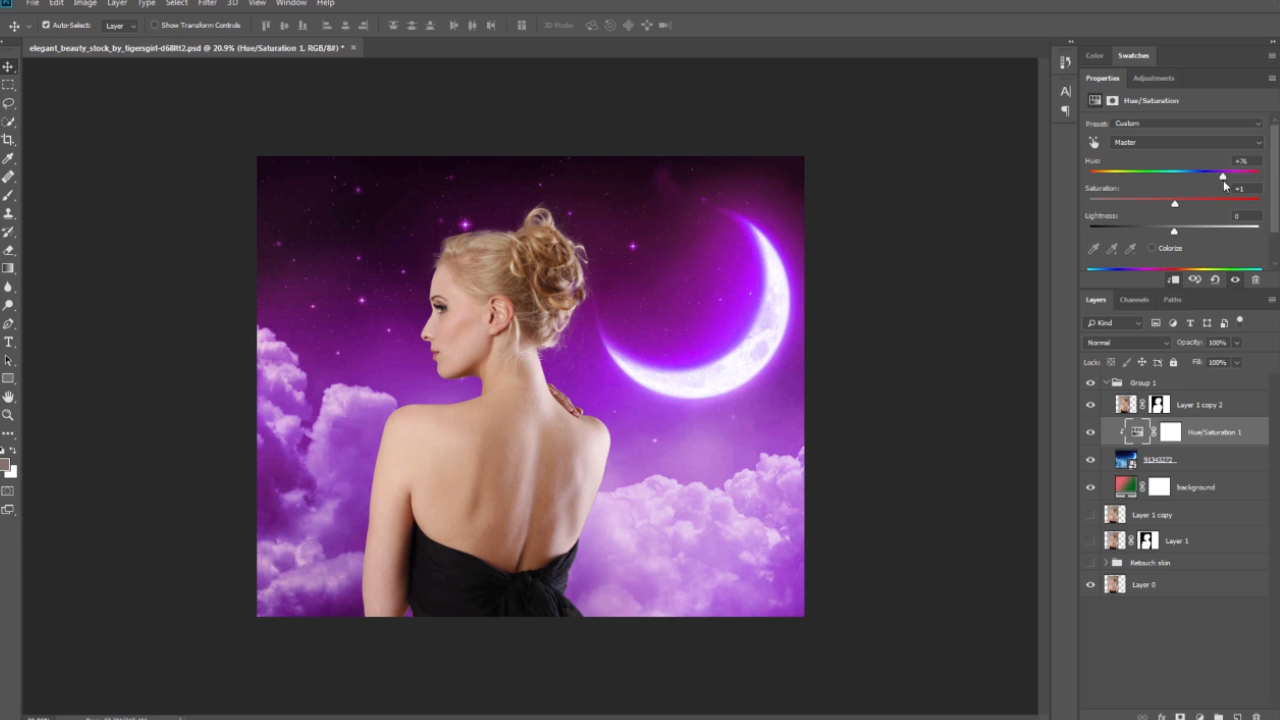 File Edit Image Layer Type Select Filter 3D View Window Help
Auto-Select: Layer Show Transform Controls 3D Mode:
elegant_beauty_stock_by_tigersgirl-d68ltt2.psd @ 20.9% (Hue/Saturation 1, RGB/8#) *
Color Swatches
Properties Adjustments
Hue/Saturation
Preset: Custom
Master
Hue: +76
Saturation: +1
Lightness: 0
Colorize
Layers Channels Paths
Kind
Normal Opacity: 100%
Lock: Fill: 100%
Group 1
Layer 1 copy 2
Hue/Saturation 1
91343272...
background
Layer 1 copy
Layer 1
Retouch skin
Layer 0